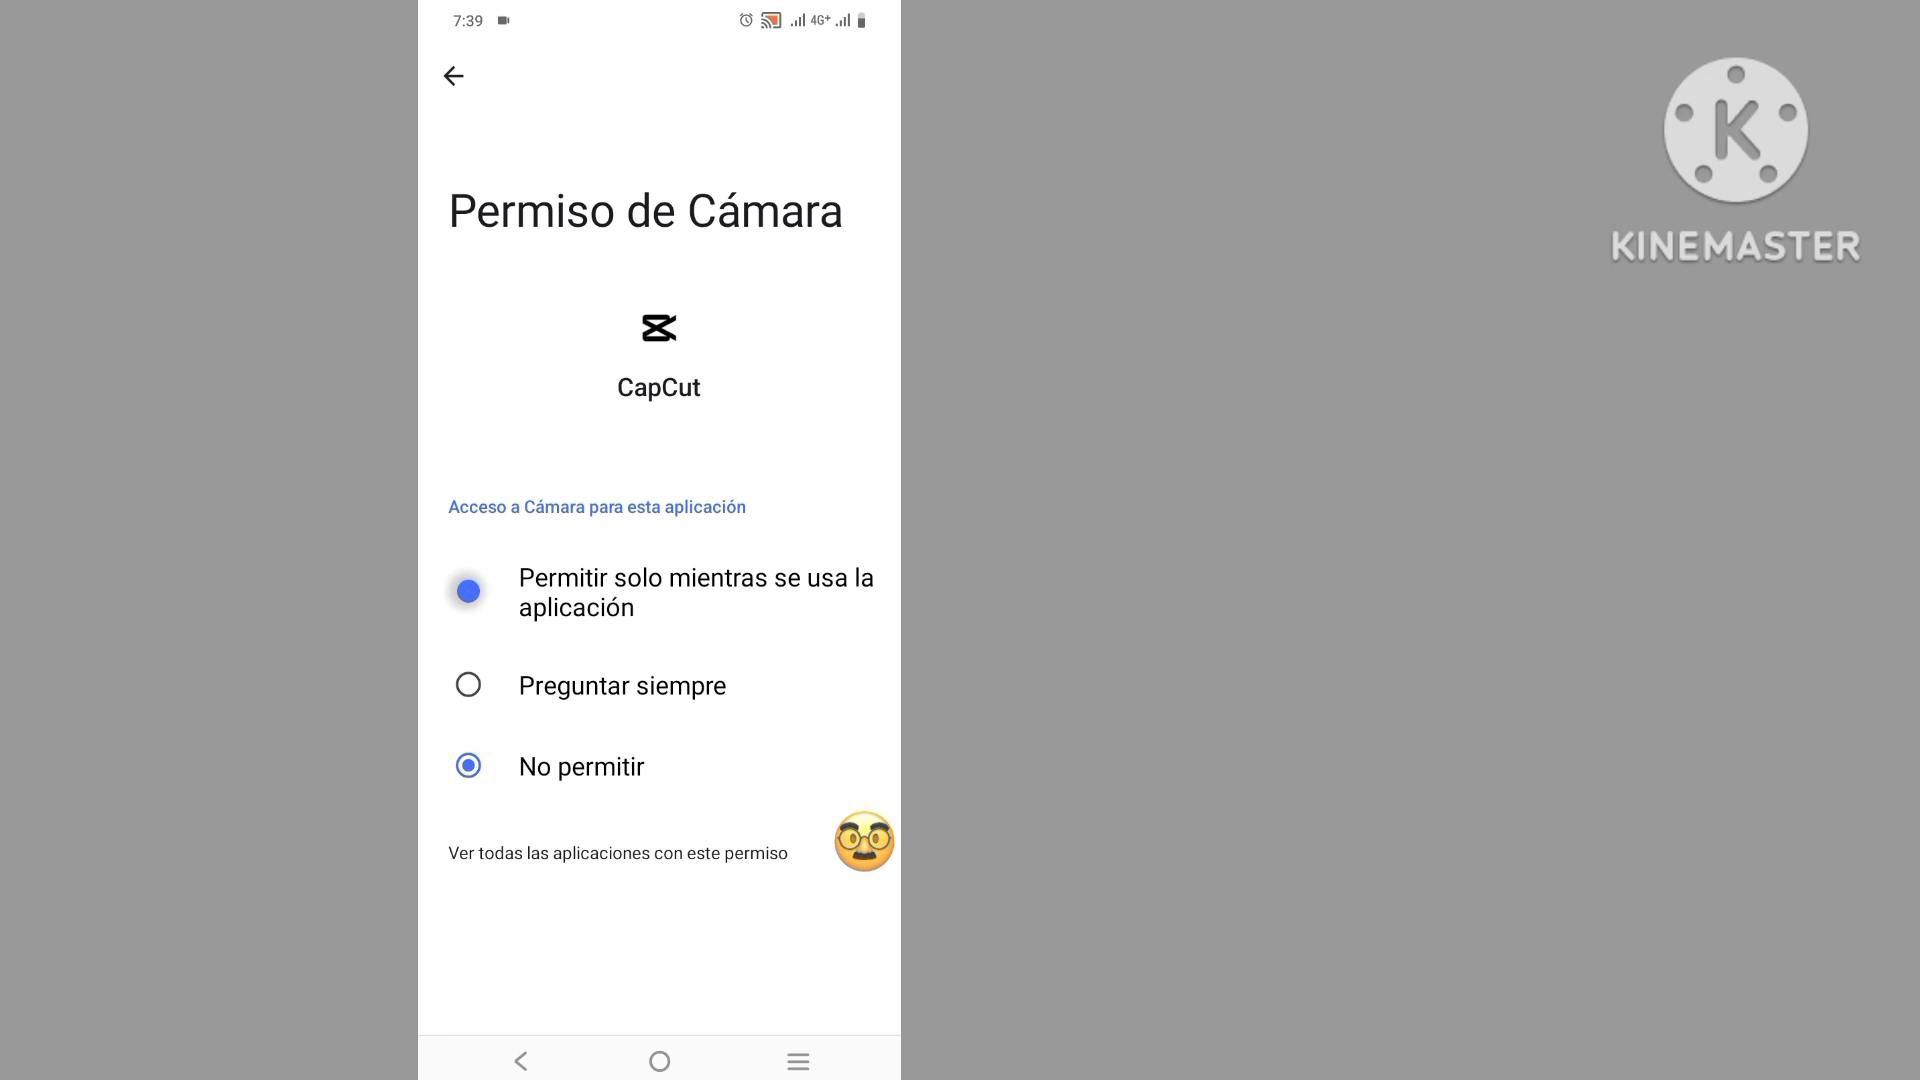 7:39
4G+
Permiso de Cámara
CapCut
Acceso a Cámara para esta aplicación
Permitir solo mientras se usa la
aplicación
Preguntar siempre
No permitir
Ver todas las aplicaciones con este permiso
K
KINEMASTER